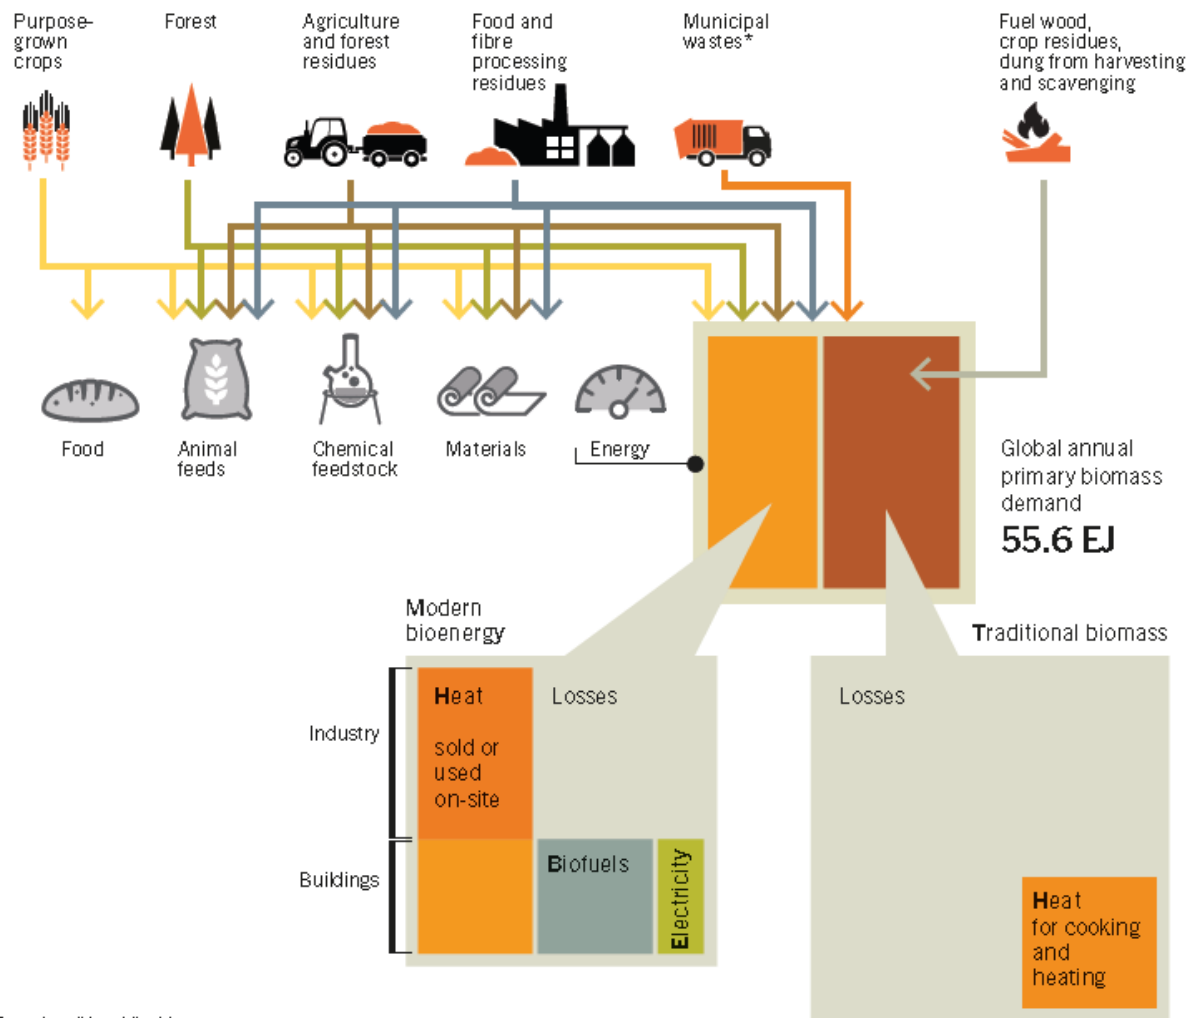 Purpose-
grown
crops
Forest
Agriculture
and forest
residues
Food and
fibre
processing
residues
Municipal
wastes*
Fuel wood,
crop residues,
dung from harvesting
and scavenging
Food
Animal
feeds
Chemical
feedstock
Materials
Energy
Global annual
primary biomass
demand
55.6 EJ
Modern
bioenergy
Traditional biomass
Industry
Buildings
Heat
sold or
used
on-site
Losses
Biofuels
Electricity
Losses
Heat
for cooking
and
heating